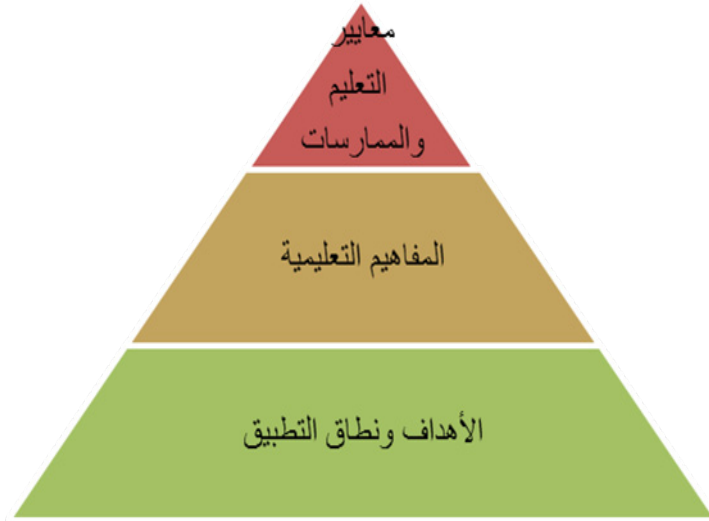 معايير
التعليم
والممارسات
المفاهيم التعليمية
الأهداف ونطاق التطبيق